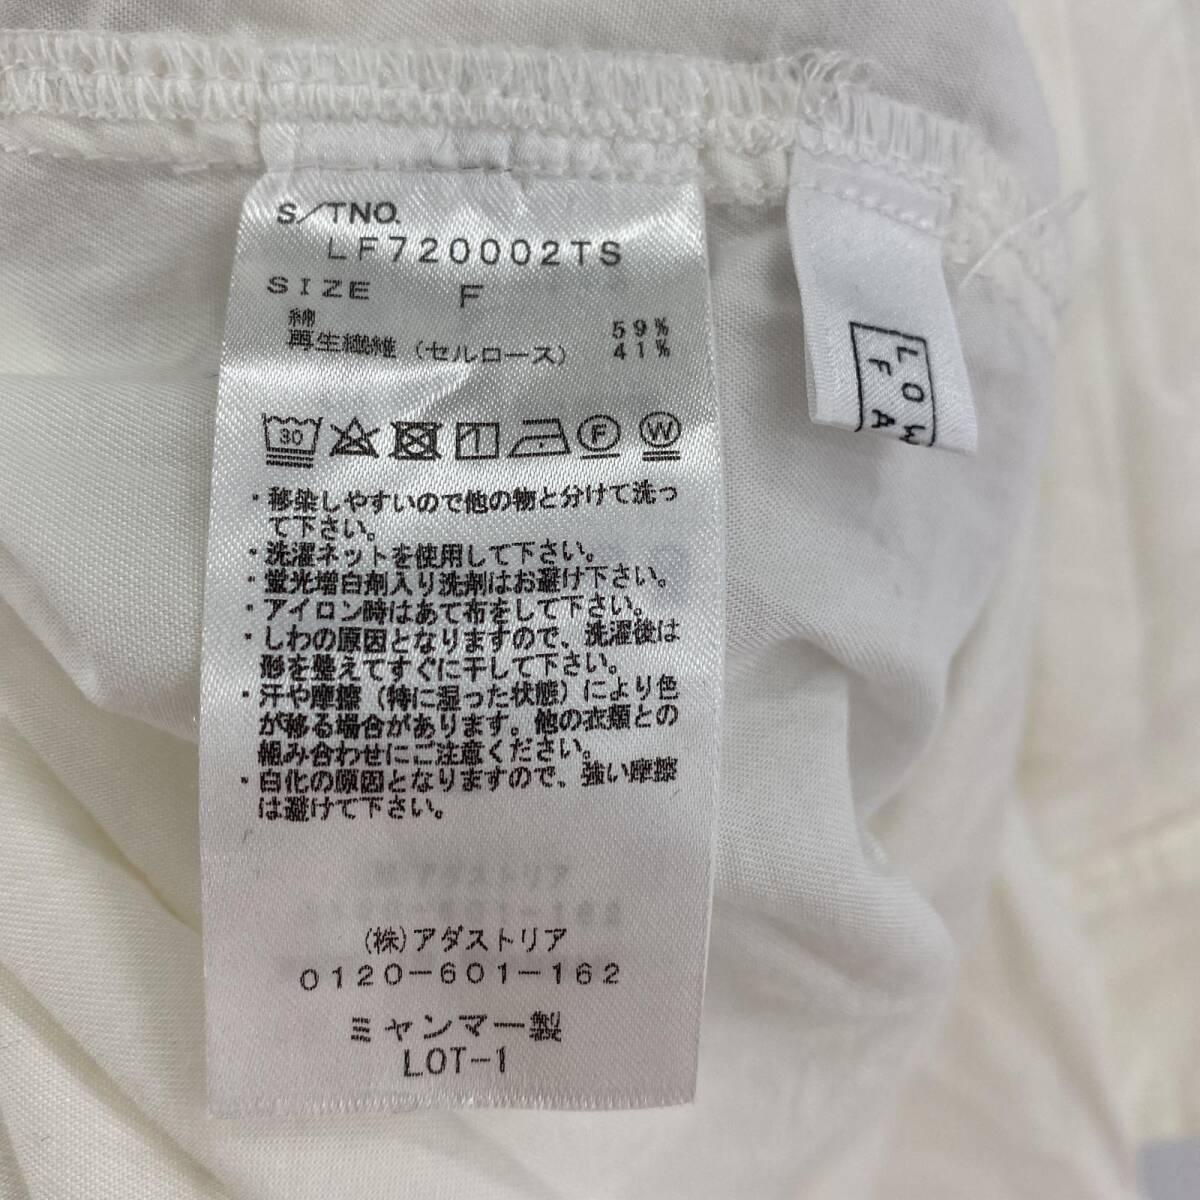 S/TNO.
LF720002TS
SIZE F
綿 59%
再生繊維（セルロース） 41%
30
F
W
・移染しやすいので他の物と分けて洗っ
て下さい。
・洗濯ネットを使用して下さい。
・蛍光増白剤入り洗剤はお避け下さい。
・アイロン時はあて布をして下さい。
・しわの原因となりますので、洗濯後は
形を整えてすぐに干して下さい。
・汗や摩擦（特に湿った状態）により色
が移る場合があります。他の衣類との
組み合わせにご注意ください。
・白化の原因となりますので、強い摩擦
は避けて下さい。
(株)アダストリア
0120-601-162
ミャンマー製
LOT-1
LOW
FA